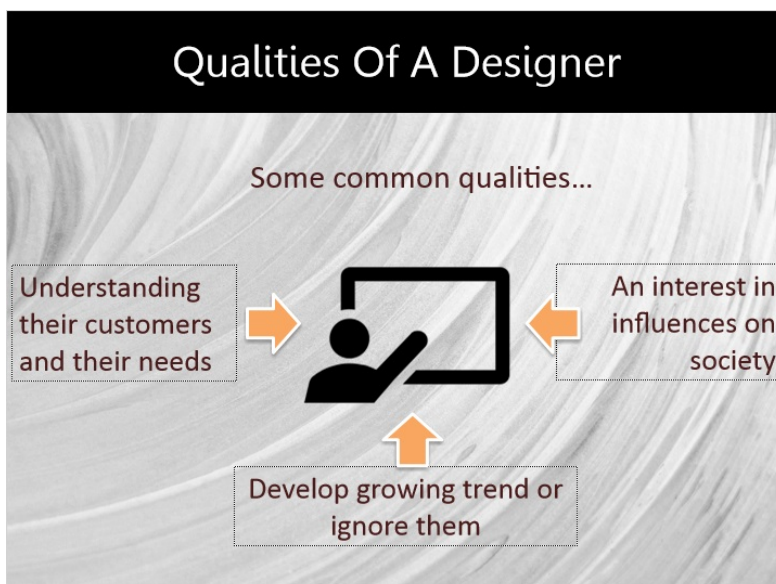 Qualities Of A Designer
Some common qualities...
Understanding
their customers
and their needs
An interest in
influences on
society
Develop growing trend or
ignore them